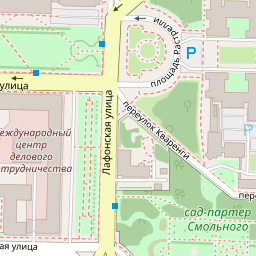 площадь Растрелли
P
улица
Лафонская улица
переулок Кваренги
международный
центр
делового
сотрудничества
P
сад-партер
Смольного
ая улица